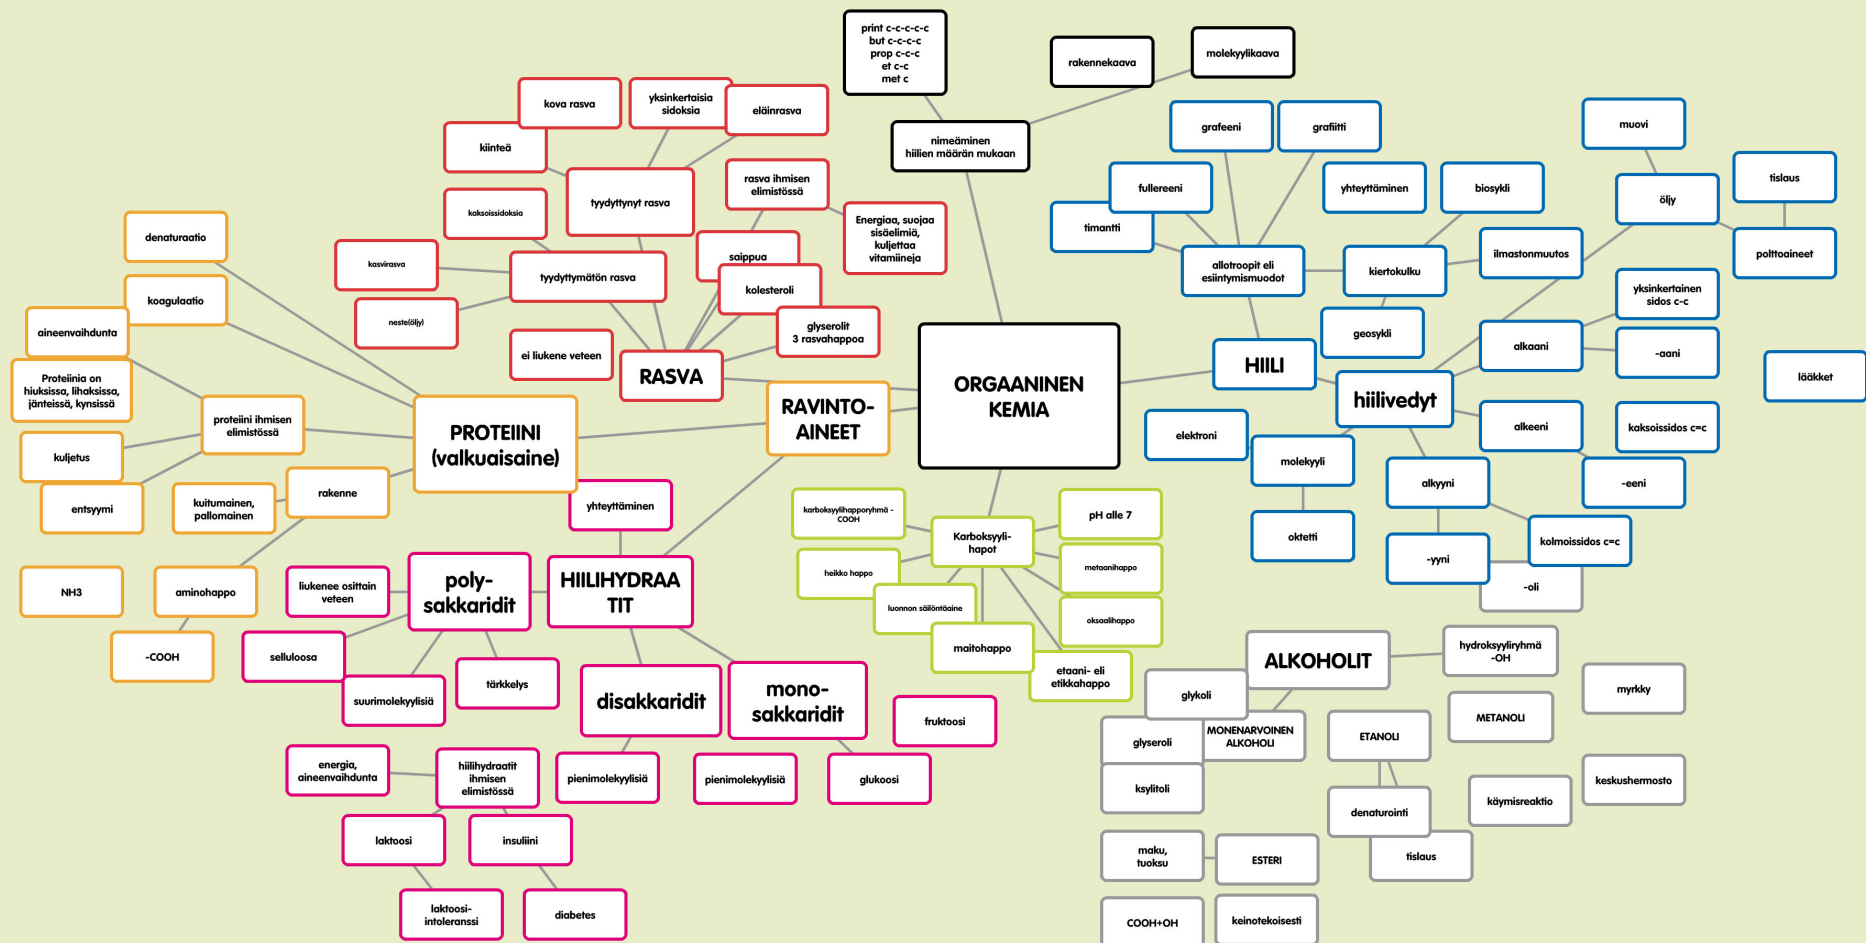 print c-c-c-c-c
but c-c-c-c
prop c-c-c
et c-c
met c
rakennekaava
molekyylikaava
nimeäminen
hiilien määrän mukaan
kova rasva
yksinkertaisia
sidoksia
eläinrasva
kiinteä
tyydyttynyt rasva
rasva ihmisen
elimistössä
kaksoissidoksia
Energiaa, suojaa
sisäelimiä,
kuljettaa
vitamiineja
kasvirasva
tyydyttymätön rasva
saippua
kolesteroli
neste(öljy)
glyserolit
3 rasvahappoa
ei liukene veteen
RASVA
grafeeni
grafiitti
muovi
fullereeni
yhteyttäminen
biosykli
öljy
tislaus
timantti
allotroopit eli
esiintymismuodot
kiertokulku
ilmastonmuutos
polttoaineet
geosykli
yksinkertainen
sidos c-c
alkaani
-aani
lääkket
HIILI
hiilivedyt
ORGAANINEN
KEMIA
elektroni
molekyyli
alkeeni
kaksoissidos c=c
alkyyni
-eeni
oktetti
-yyni
kolmoissidos c=c
-oli
denaturaatio
koagulaatio
aineenvaihdunta
Proteiinia on
hiuksissa, lihaksissa,
jänteissä, kynsissä
proteiini ihmisen
elimistössä
PROTEIINI
(valkuaisaine)
RAVINTO-
AINEET
kuljetus
entsyymi
kuitumainen,
pallomainen
rakenne
NH3
aminohappo
-COOH
yhteyttäminen
liukenee osittain
veteen
poly-
sakkaridit
HIILIHYDRAA
TIT
selluloosa
suurimolekyylisiä
tärkkelys
disakkaridit
mono-
sakkaridit
fruktoosi
energia,
aineenvaihdunta
hiilihydraatit
ihmisen
elimistössä
pienimolekyylisiä
pienimolekyylisiä
glukoosi
laktoosi
insuliini
laktoosi-
intoleranssi
diabetes
karboksyylihapporyhmä -
COOH
Karboksyyli-
hapot
pH alle 7
heikko happo
metaanihappo
luonnon säilöntäaine
oksaalihappo
maitohappo
etaani- eli
etikkahappo
ALKOHOLIT
hydroksyyliryhmä
-OH
glykoli
myrkky
glyseroli
MONENARVOINEN
ALKOHOLI
ETANOLI
METANOLI
ksylitoli
denaturointi
käymisreaktio
keskushermosto
maku,
tuoksu
ESTERI
tislaus
COOH+OH
keinotekoisesti